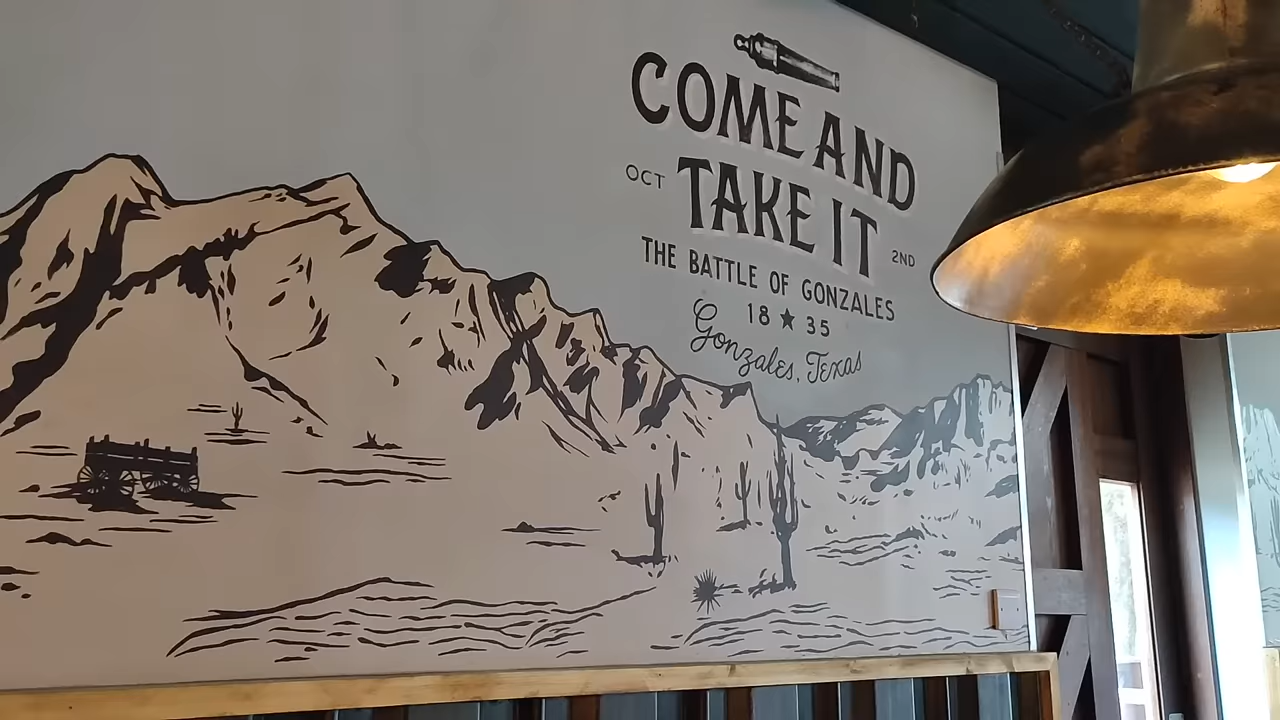 COME AND
OCT TAKE IT 2ND
THE BATTLE OF GONZALES
18 ★ 35
Gonzales, Texas